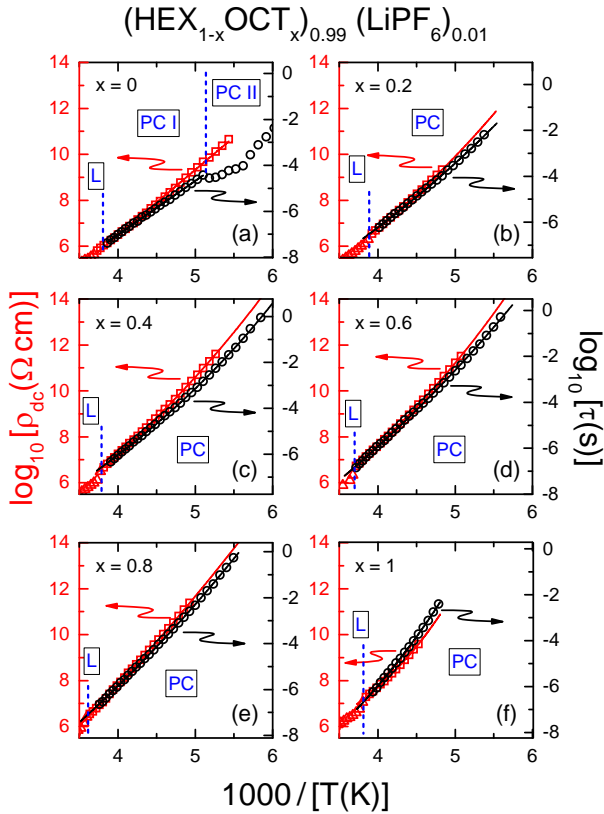 (HEX₁₋ₓOCTₓ)₀.₉₉ (LiPF₆)₀.₀₁
log₁₀ [ρdc(Ω cm)]
log₁₀ [τ(s)]
x = 0
PC I
PC II
L
(a)
14
12
10
8
6
0
-2
-4
-6
-8
4 5 6
x = 0.2
PC
L
(b)
14
12
10
8
6
0
-2
-4
-6
-8
4 5 6
x = 0.4
L
PC
(c)
14
12
10
8
6
0
-2
-4
-6
4 5 6
x = 0.6
L
PC
(d)
14
12
10
8
6
0
-2
-4
-6
-8
4 5 6
x = 0.8
L
PC
(e)
14
12
10
8
6
0
-2
-4
-6
-8
4 5 6
x = 1
L
PC
(f)
14
12
10
8
6
0
-2
-4
-6
-8
4 5 6
1000 / [T(K)]